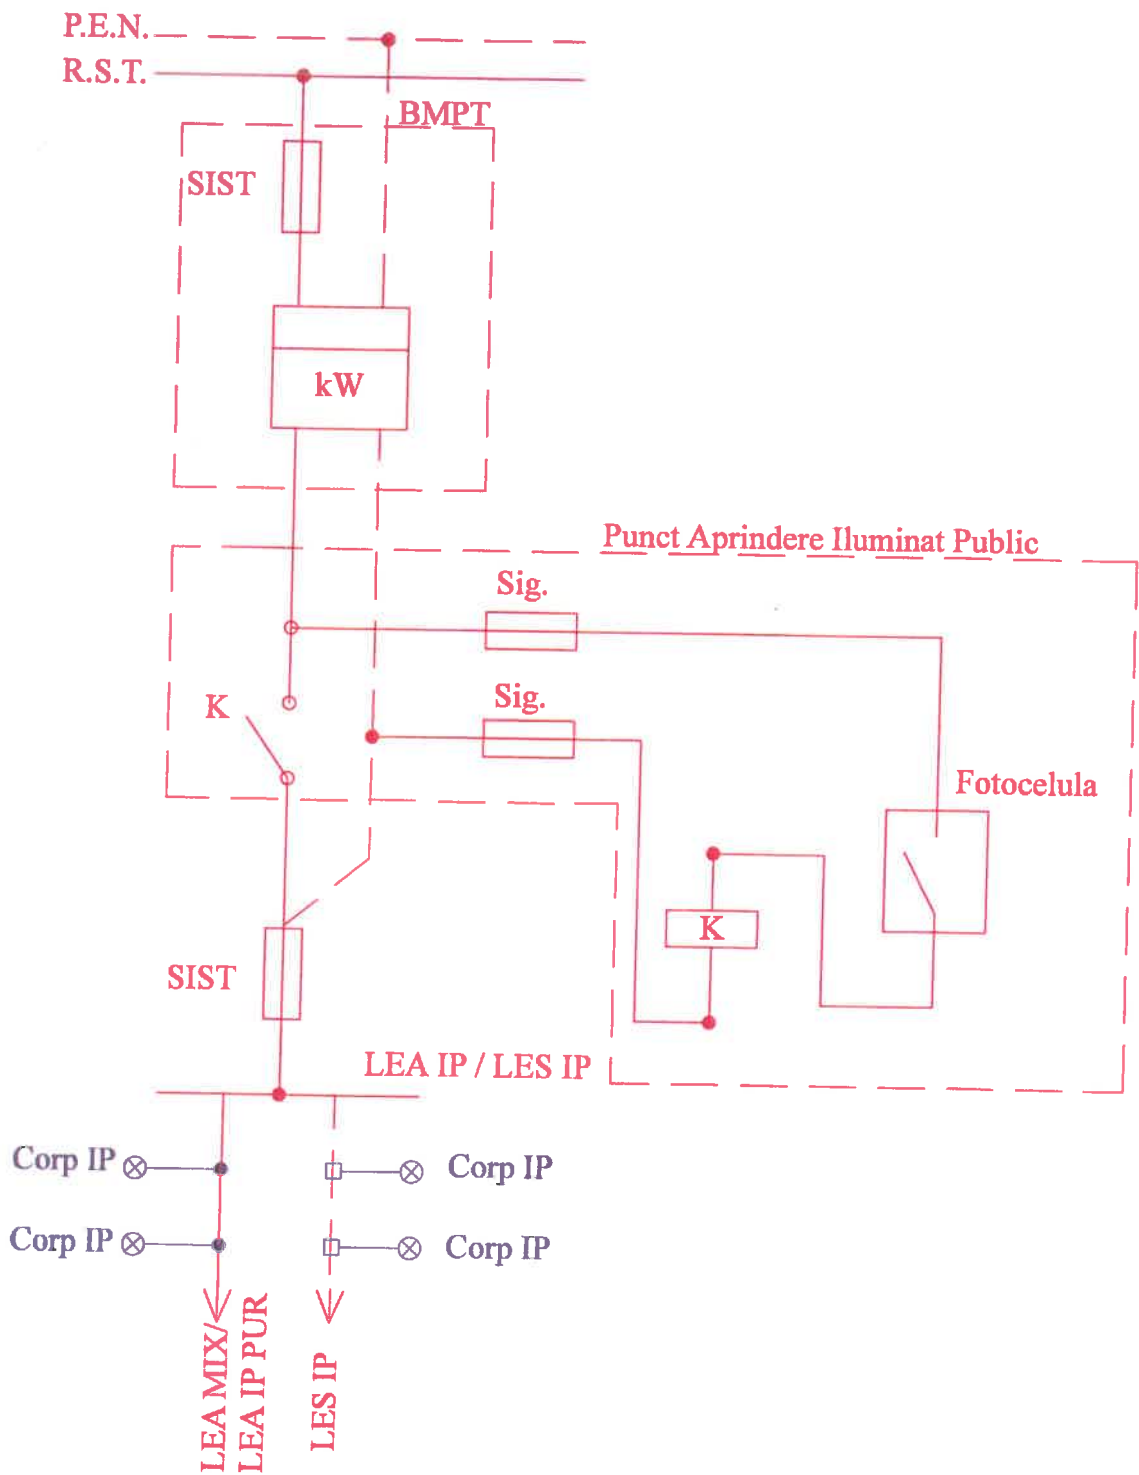 P.E.N.
R.S.T.
BMPT
SIST
kW
Punct Aprindere Iluminat Public
Sig.
Sig.
K
Fotocelula
K
SIST
LEA IP / LES IP
Corp IP
Corp IP
Corp IP
Corp IP
LEA MIX/
LEA IP PUR
LES IP